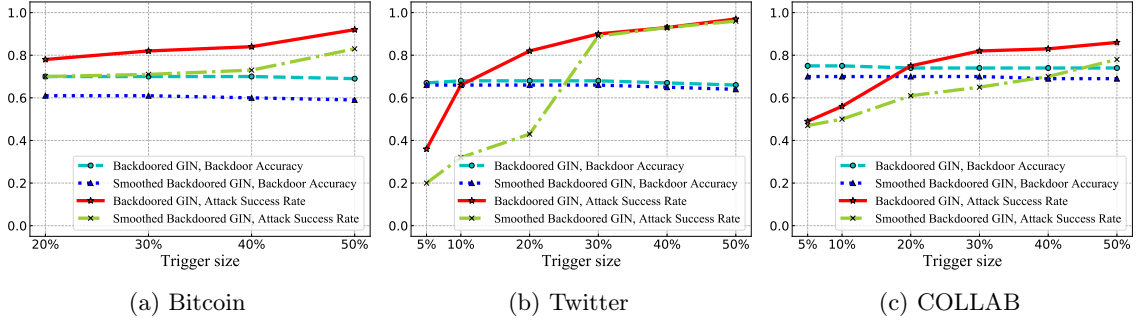 1.0
0.8
0.6
0.4
0.2
0.0
Backdoored GIN, Backdoor Accuracy
Smoothed Backdoored GIN, Backdoor Accuracy
Backdoored GIN, Attack Success Rate
Smoothed Backdoored GIN, Attack Success Rate
20% 30% 40% 50%
Trigger size
(a) Bitcoin
1.0
0.8
0.6
0.4
0.2
0.0
Backdoored GIN, Backdoor Accuracy
Smoothed Backdoored GIN, Backdoor Accuracy
Backdoored GIN, Attack Success Rate
Smoothed Backdoored GIN, Attack Success Rate
5% 10% 20% 30% 40% 50%
Trigger size
(b) Twitter
1.0
0.8
0.6
0.4
0.2
0.0
Backdoored GIN, Backdoor Accuracy
Smoothed Backdoored GIN, Backdoor Accuracy
Backdoored GIN, Attack Success Rate
Smoothed Backdoored GIN, Attack Success Rate
5% 10% 20% 30% 40% 50%
Trigger size
(c) COLLAB